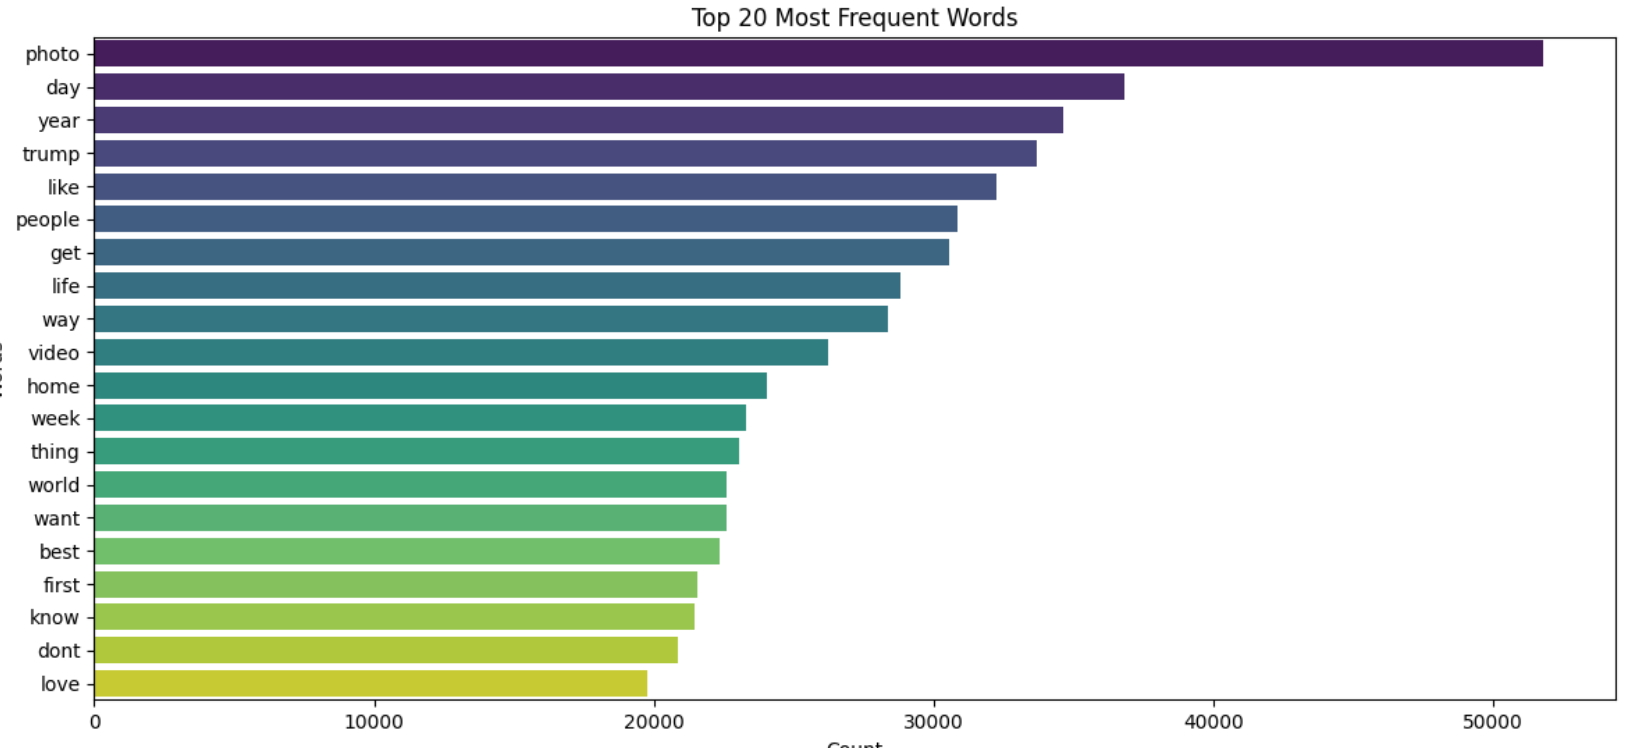 Top 20 Most Frequent Words
photo
day
year
trump
like
people
get
life
way
video
home
week
thing
world
want
best
first
know
dont
love
0 10000 20000 30000 40000 50000